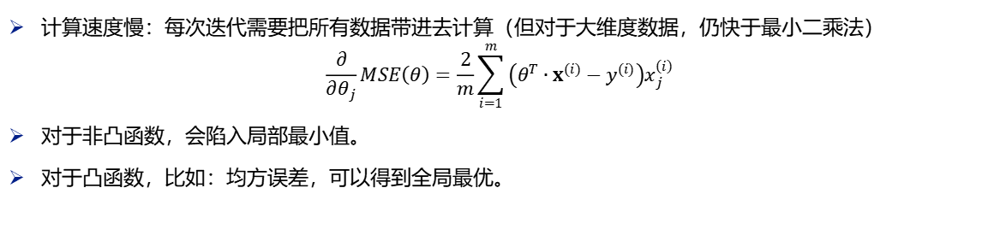 ➢ 计算速度慢：每次迭代需要把所有数据带进去计算（但对于大维度数据，仍快于最小二乘法）
$\frac{\partial}{\partial \theta_j} MSE(\theta) = \frac{2}{m} \sum_{i=1}^{m} \left(\theta^T \cdot \mathbf{x}^{(i)} - y^{(i)}\right) x_j^{(i)}$
➢ 对于非凸函数，会陷入局部最小值。
➢ 对于凸函数，比如：均方误差，可以得到全局最优。